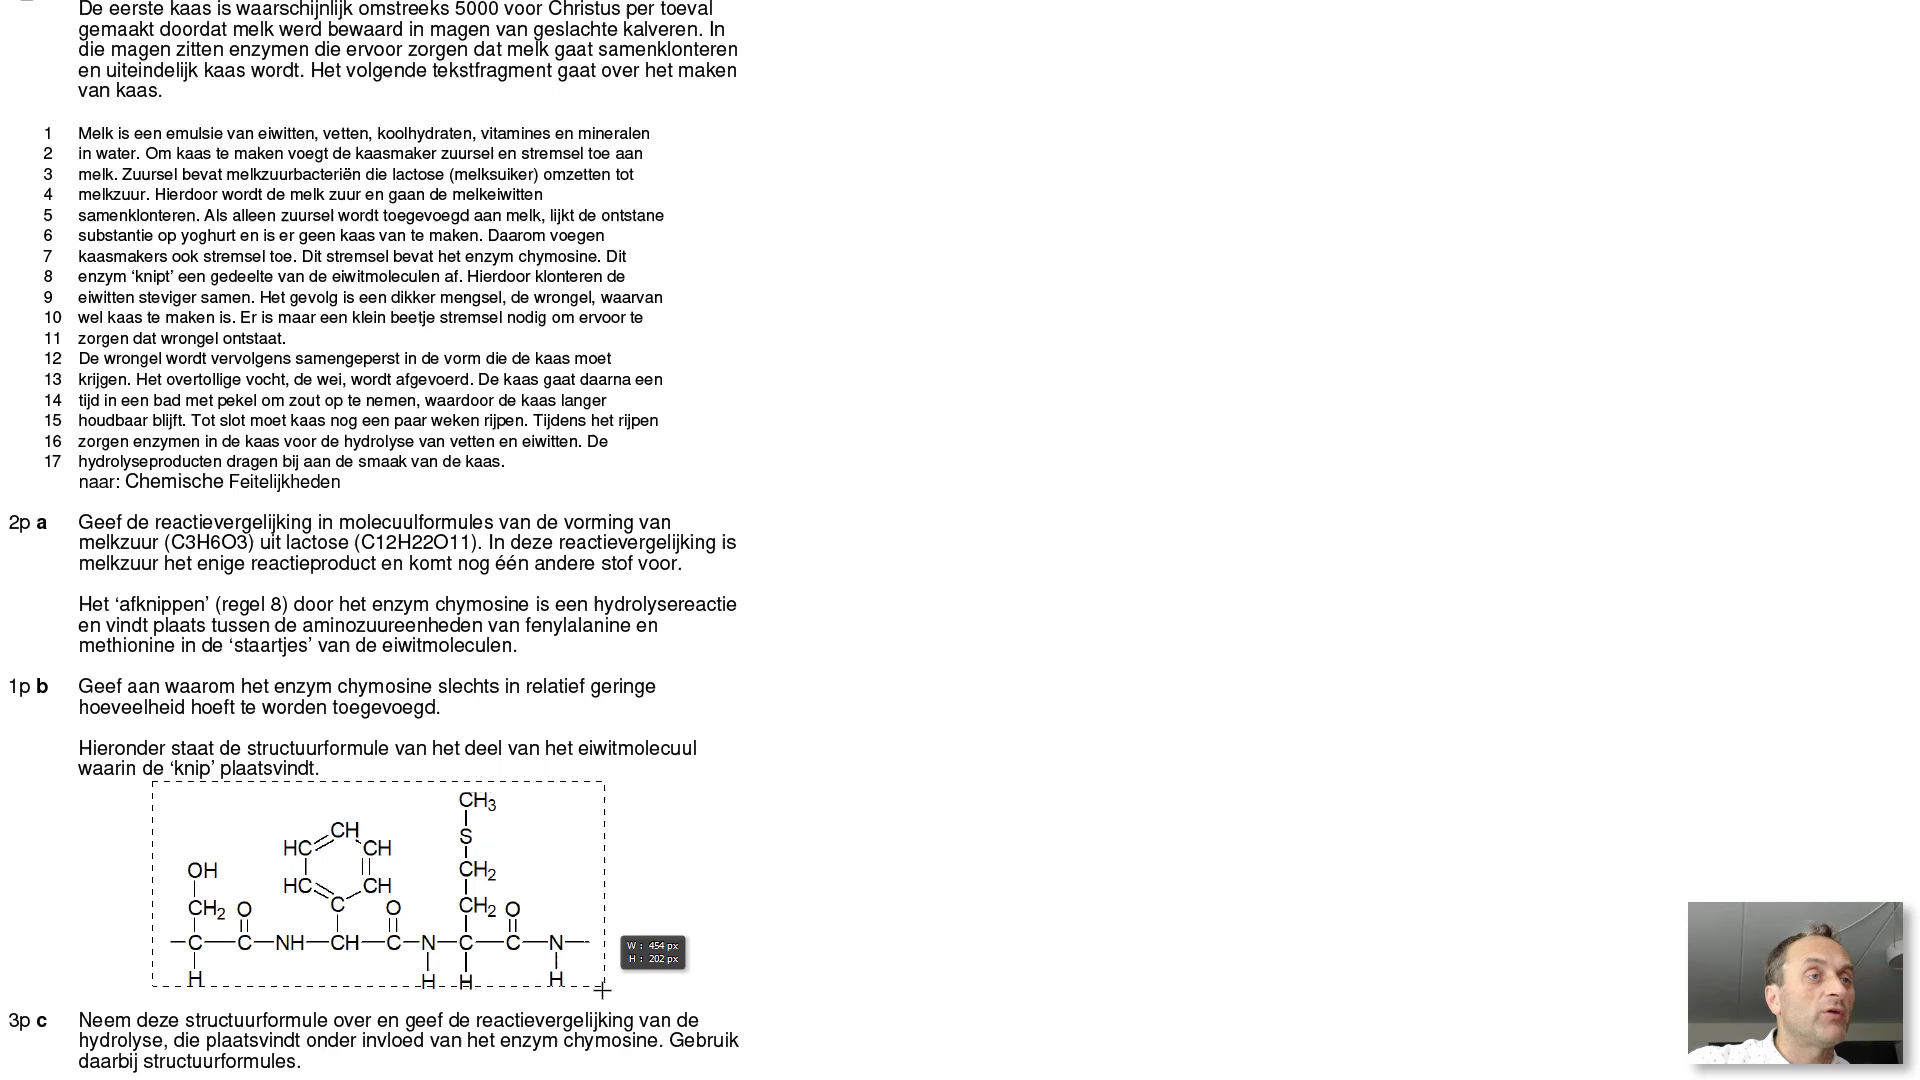 De eerste kaas is waarschijnlijk omstreeks 5000 voor Christus per toeval
gemaakt doordat melk werd bewaard in magen van geslachte kalveren. In
die magen zitten enzymen die ervoor zorgen dat melk gaat samenklonteren
en uiteindelijk kaas wordt. Het volgende tekstfragment gaat over het maken
van kaas.
1 Melk is een emulsie van eiwitten, vetten, koolhydraten, vitamines en mineralen
2 in water. Om kaas te maken voegt de kaasmaker zuursel en stremsel toe aan
3 melk. Zuursel bevat melkzuurbacteriën die lactose (melksuiker) omzetten tot
4 melkzuur. Hierdoor wordt de melk zuur en gaan de melkeiwitten
5 samenklonteren. Als alleen zuursel wordt toegevoegd aan melk, lijkt de ontstane
6 substantie op yoghurt en is er geen kaas van te maken. Daarom voegen
7 kaasmakers ook stremsel toe. Dit stremsel bevat het enzym chymosine. Dit
8 enzym ‘knipt’ een gedeelte van de eiwitmoleculen af. Hierdoor klonteren de
9 eiwitten steviger samen. Het gevolg is een dikker mengsel, de wrongel, waarvan
10 wel kaas te maken is. Er is maar een klein beetje stremsel nodig om ervoor te
11 zorgen dat wrongel ontstaat.
12 De wrongel wordt vervolgens samengeperst in de vorm die de kaas moet
13 krijgen. Het overtollige vocht, de wei, wordt afgevoerd. De kaas gaat daarna een
14 tijd in een bad met pekel om zout op te nemen, waardoor de kaas langer
15 houdbaar blijft. Tot slot moet kaas nog een paar weken rijpen. Tijdens het rijpen
16 zorgen enzymen in de kaas voor de hydrolyse van vetten en eiwitten. De
17 hydrolyseproducten dragen bij aan de smaak van de kaas.
naar: Chemische Feitelijkheden
2p a Geef de reactievergelijking in molecuulformules van de vorming van
melkzuur (C3H6O3) uit lactose (C12H22O11). In deze reactievergelijking is
melkzuur het enige reactieproduct en komt nog één andere stof voor.
Het ‘afknippen’ (regel 8) door het enzym chymosine is een hydrolysereactie
en vindt plaats tussen de aminozuureenheden van fenylalanine en
methionine in de ‘staartjes’ van de eiwitmoleculen.
1p b Geef aan waarom het enzym chymosine slechts in relatief geringe
hoeveelheid hoeft te worden toegevoegd.
Hieronder staat de structuurformule van het deel van het eiwitmolecuul
waarin de ‘knip’ plaatsvindt.
CH3
CH S
HC CH
OH CH2
HC CH
CH2 O C O CH2 O
C C NH CH C N C C N
H H H H
W : 454 px
H : 202 px
3p c Neem deze structuurformule over en geef de reactievergelijking van de
hydrolyse, die plaatsvindt onder invloed van het enzym chymosine. Gebruik
daarbij structuurformules.